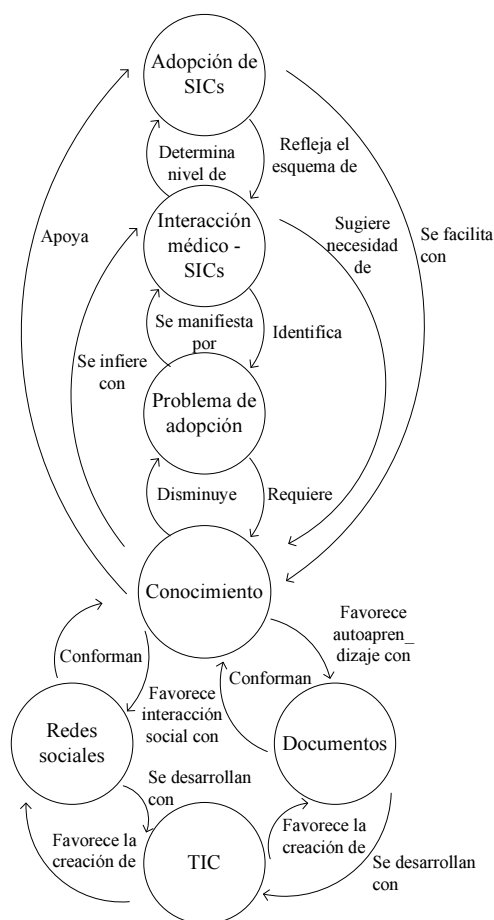 Adopción de
SICs
Determina
nivel de
Refleja el
esquema de
Apoya
Interacción
médico -
SICs
Sugiere
necesidad
de
Se facilita
con
Se manifiesta
por
Identifica
Se infiere
con
Problema de
adopción
Disminuye
Requiere
Conocimiento
Favorece
autoapren_
dizaje con
Conforman
Conforman
Favorece
interacción
social con
Redes
sociales
Documentos
Se desarrollan
con
Favorece la
creación de
TIC
Favorece la
creación de
Se desarrollan
con